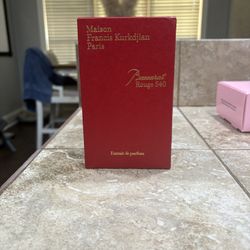 Maison
Francis Kurkdjian
Paris
Baccarat
Rouge 540
Extrait de parfum